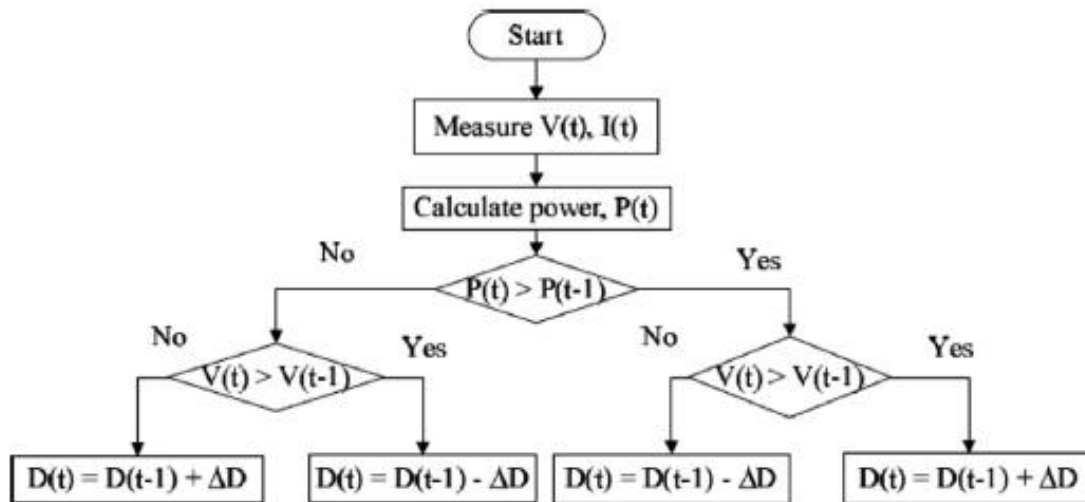 Start
Measure V(t), I(t)
Calculate power, P(t)
No
Yes
P(t) > P(t-1)
No
Yes
No
Yes
V(t) > V(t-1)
V(t) > V(t-1)
D(t) = D(t-1) + ΔD
D(t) = D(t-1) - ΔD
D(t) = D(t-1) - ΔD
D(t) = D(t-1) + ΔD